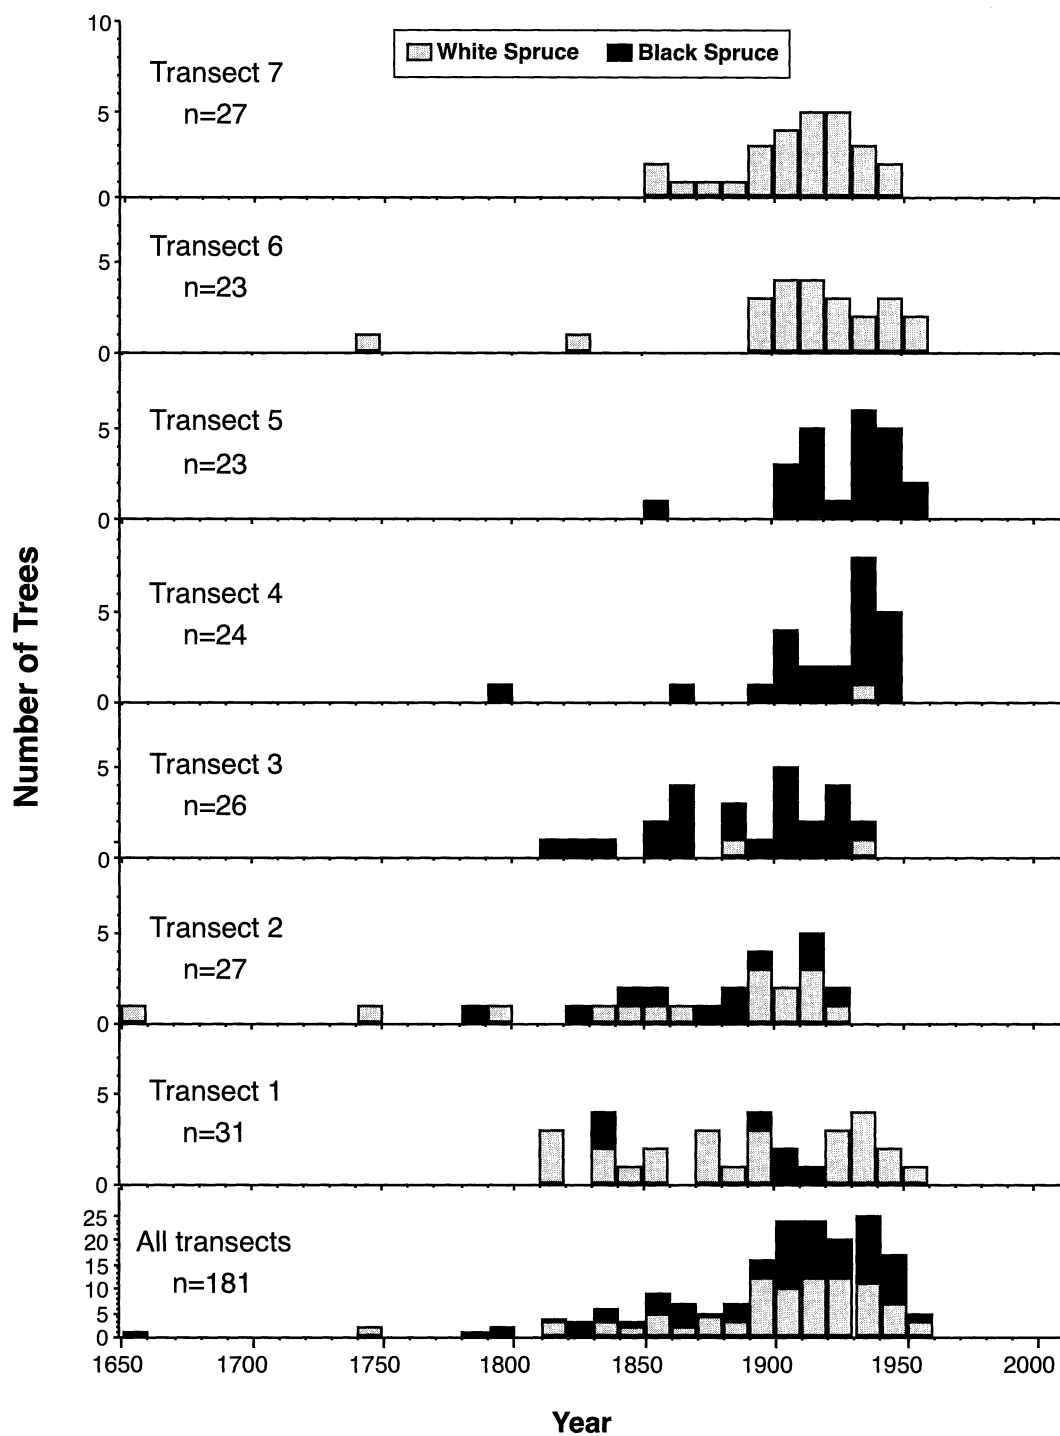 10
White Spruce Black Spruce
Transect 7
5
n=27
0
Transect 6
5
n=23
0
Transect 5
5
n=23
0
Transect 4
5
n=24
0
Transect 3
5
n=26
0
Transect 2
5
n=27
0
Transect 1
5
n=31
0
25
All transects
20
15
n=181
10
5
0
1650 1700 1750 1800 1850 1900 1950 2000
Number of Trees
Year